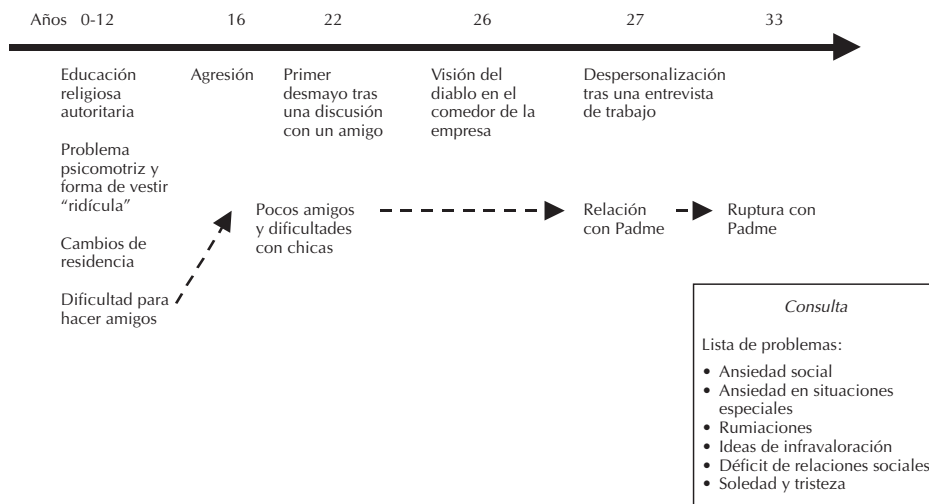 Años 0-12 16 22 26 27 33
Educación
religiosa
autoritaria
Problema
psicomotriz y
forma de vestir
“ridícula”
Cambios de
residencia
Dificultad para
hacer amigos
Agresión
Primer
desmayo tras
una discusión
con un amigo
Visión del
diablo en el
comedor de la
empresa
Despersonalización
tras una entrevista
de trabajo
Pocos amigos
y dificultades
con chicas
Relación
con Padme
Ruptura con
Padme
Consulta
Lista de problemas:
• Ansiedad social
• Ansiedad en situaciones
especiales
• Rumiaciones
• Ideas de infravaloración
• Déficit de relaciones sociales
• Soledad y tristeza